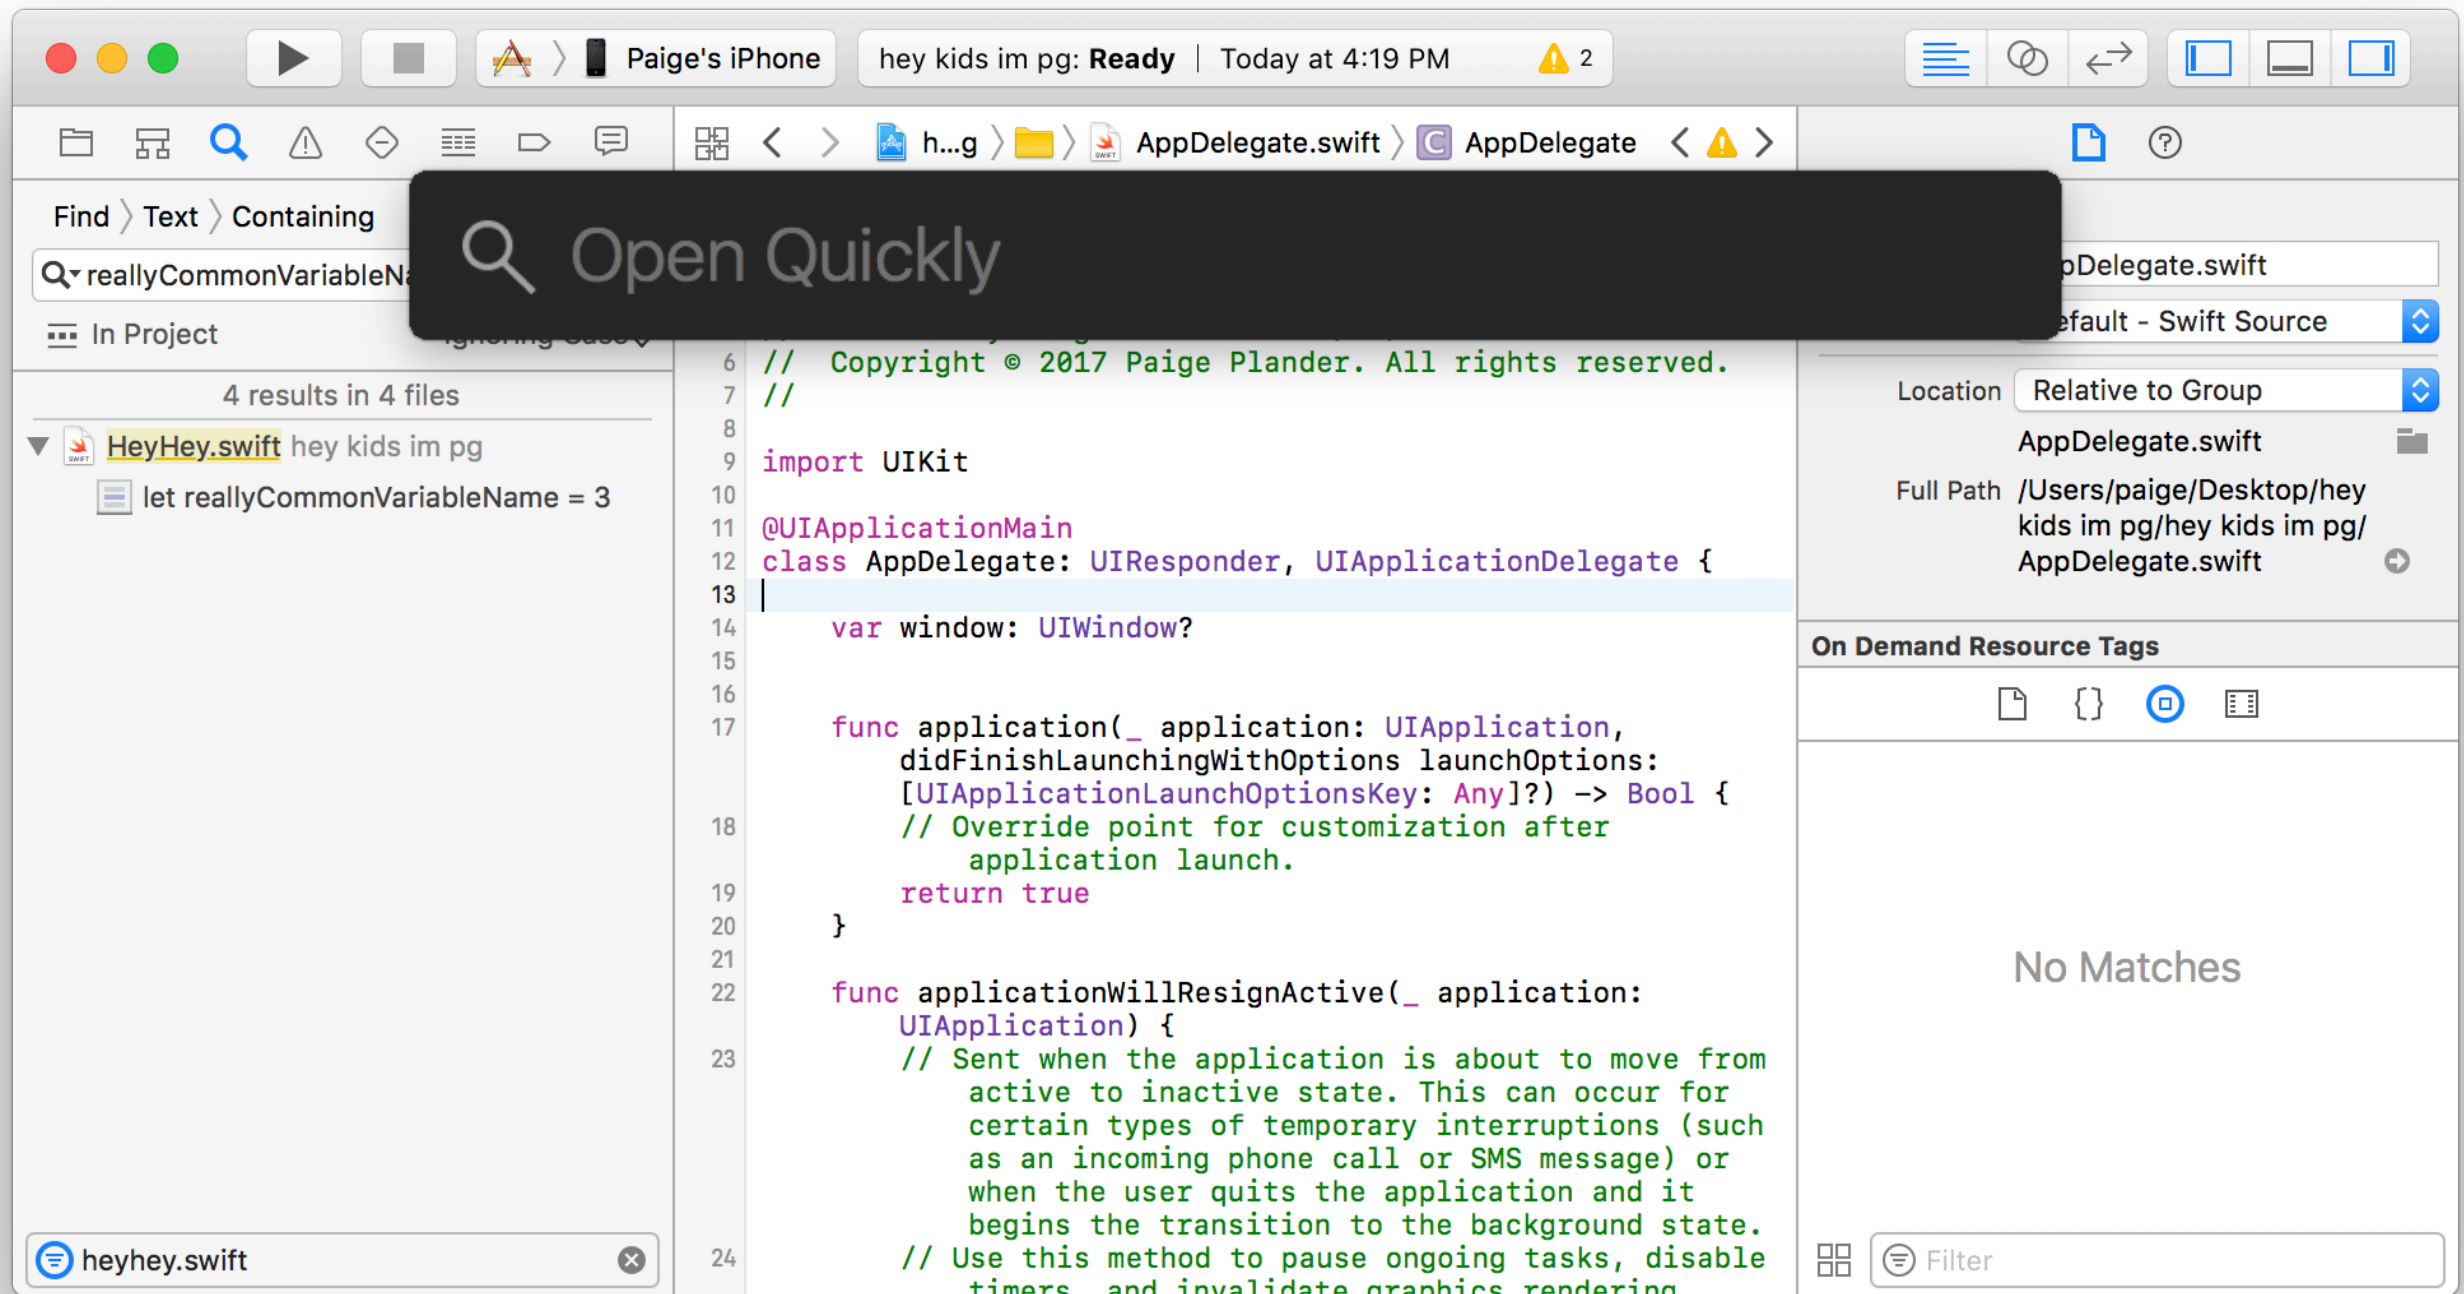 Paige's iPhone
hey kids im pg: Ready | Today at 4:19 PM
2
h...g
AppDelegate.swift
C
AppDelegate
Find
Text
Containing
Open Quickly
In Project
4 results in 4 files
HeyHey.swift hey kids im pg
let reallyCommonVariableName = 3
heyhey.swift
6 //  Copyright © 2017 Paige Plander. All rights reserved.
7 //
8
9 import UIKit
10
11 @UIApplicationMain
12 class AppDelegate: UIResponder, UIApplicationDelegate {
13
14 var window: UIWindow?
15
16
17 func application(_ application: UIApplication,
didFinishLaunchingWithOptions launchOptions:
[UIApplicationLaunchOptionsKey: Any]?) -> Bool {
18 // Override point for customization after
application launch.
19 return true
20 }
21
22 func applicationWillResignActive(_ application:
UIApplication) {
23 // Sent when the application is about to move from
active to inactive state. This can occur for
certain types of temporary interruptions (such
as an incoming phone call or SMS message) or
when the user quits the application and it
begins the transition to the background state.
24 // Use this method to pause ongoing tasks, disable
timers, and invalidate graphics rendering
Swift Source
Location Relative to Group
AppDelegate.swift
Full Path /Users/paige/Desktop/hey
kids im pg/hey kids im pg/
AppDelegate.swift
On Demand Resource Tags
{}
No Matches
Filter